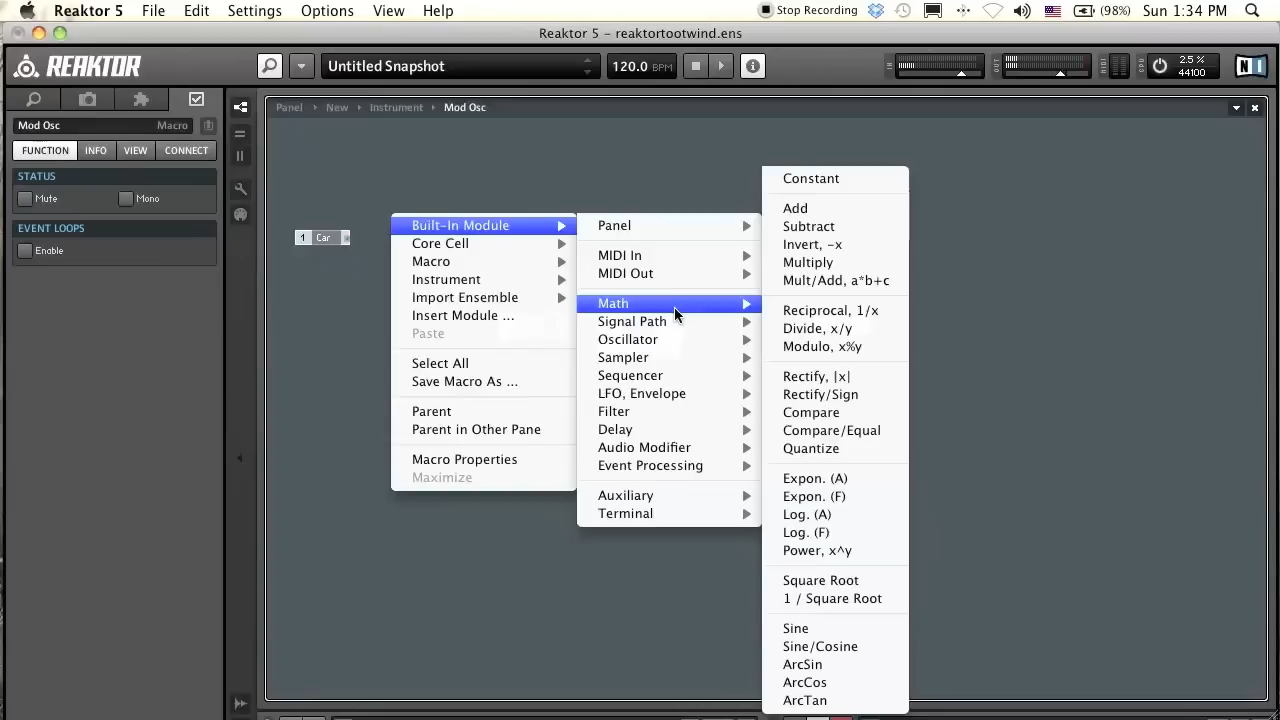 Reaktor 5 File Edit Settings Options View Help Stop Recording (98%) Sun 1:34 PM
Reaktor 5 - reaktortootwind.ens
REAKTOR Untitled Snapshot 120.0 BPM 2.5 % 44100 NI
Panel New Instrument Mod Osc
Mod Osc Macro
FUNCTION INFO VIEW CONNECT
STATUS
Mute Mono
EVENT LOOPS
Enable
1 Car
Built-In Module
Core Cell
Macro
Instrument
Import Ensemble
Insert Module ...
Paste
Select All
Save Macro As ...
Parent
Parent in Other Pane
Macro Properties
Maximize
Panel
MIDI In
MIDI Out
Math
Signal Path
Oscillator
Sampler
Sequencer
LFO, Envelope
Filter
Delay
Audio Modifier
Event Processing
Auxiliary
Terminal
Constant
Add
Subtract
Invert, -x
Multiply
Mult/Add, a*b+c
Reciprocal, 1/x
Divide, x/y
Modulo, x%y
Rectify, |x|
Rectify/Sign
Compare
Compare/Equal
Quantize
Expon. (A)
Expon. (F)
Log. (A)
Log. (F)
Power, x^y
Square Root
1 / Square Root
Sine
Sine/Cosine
ArcSin
ArcCos
ArcTan